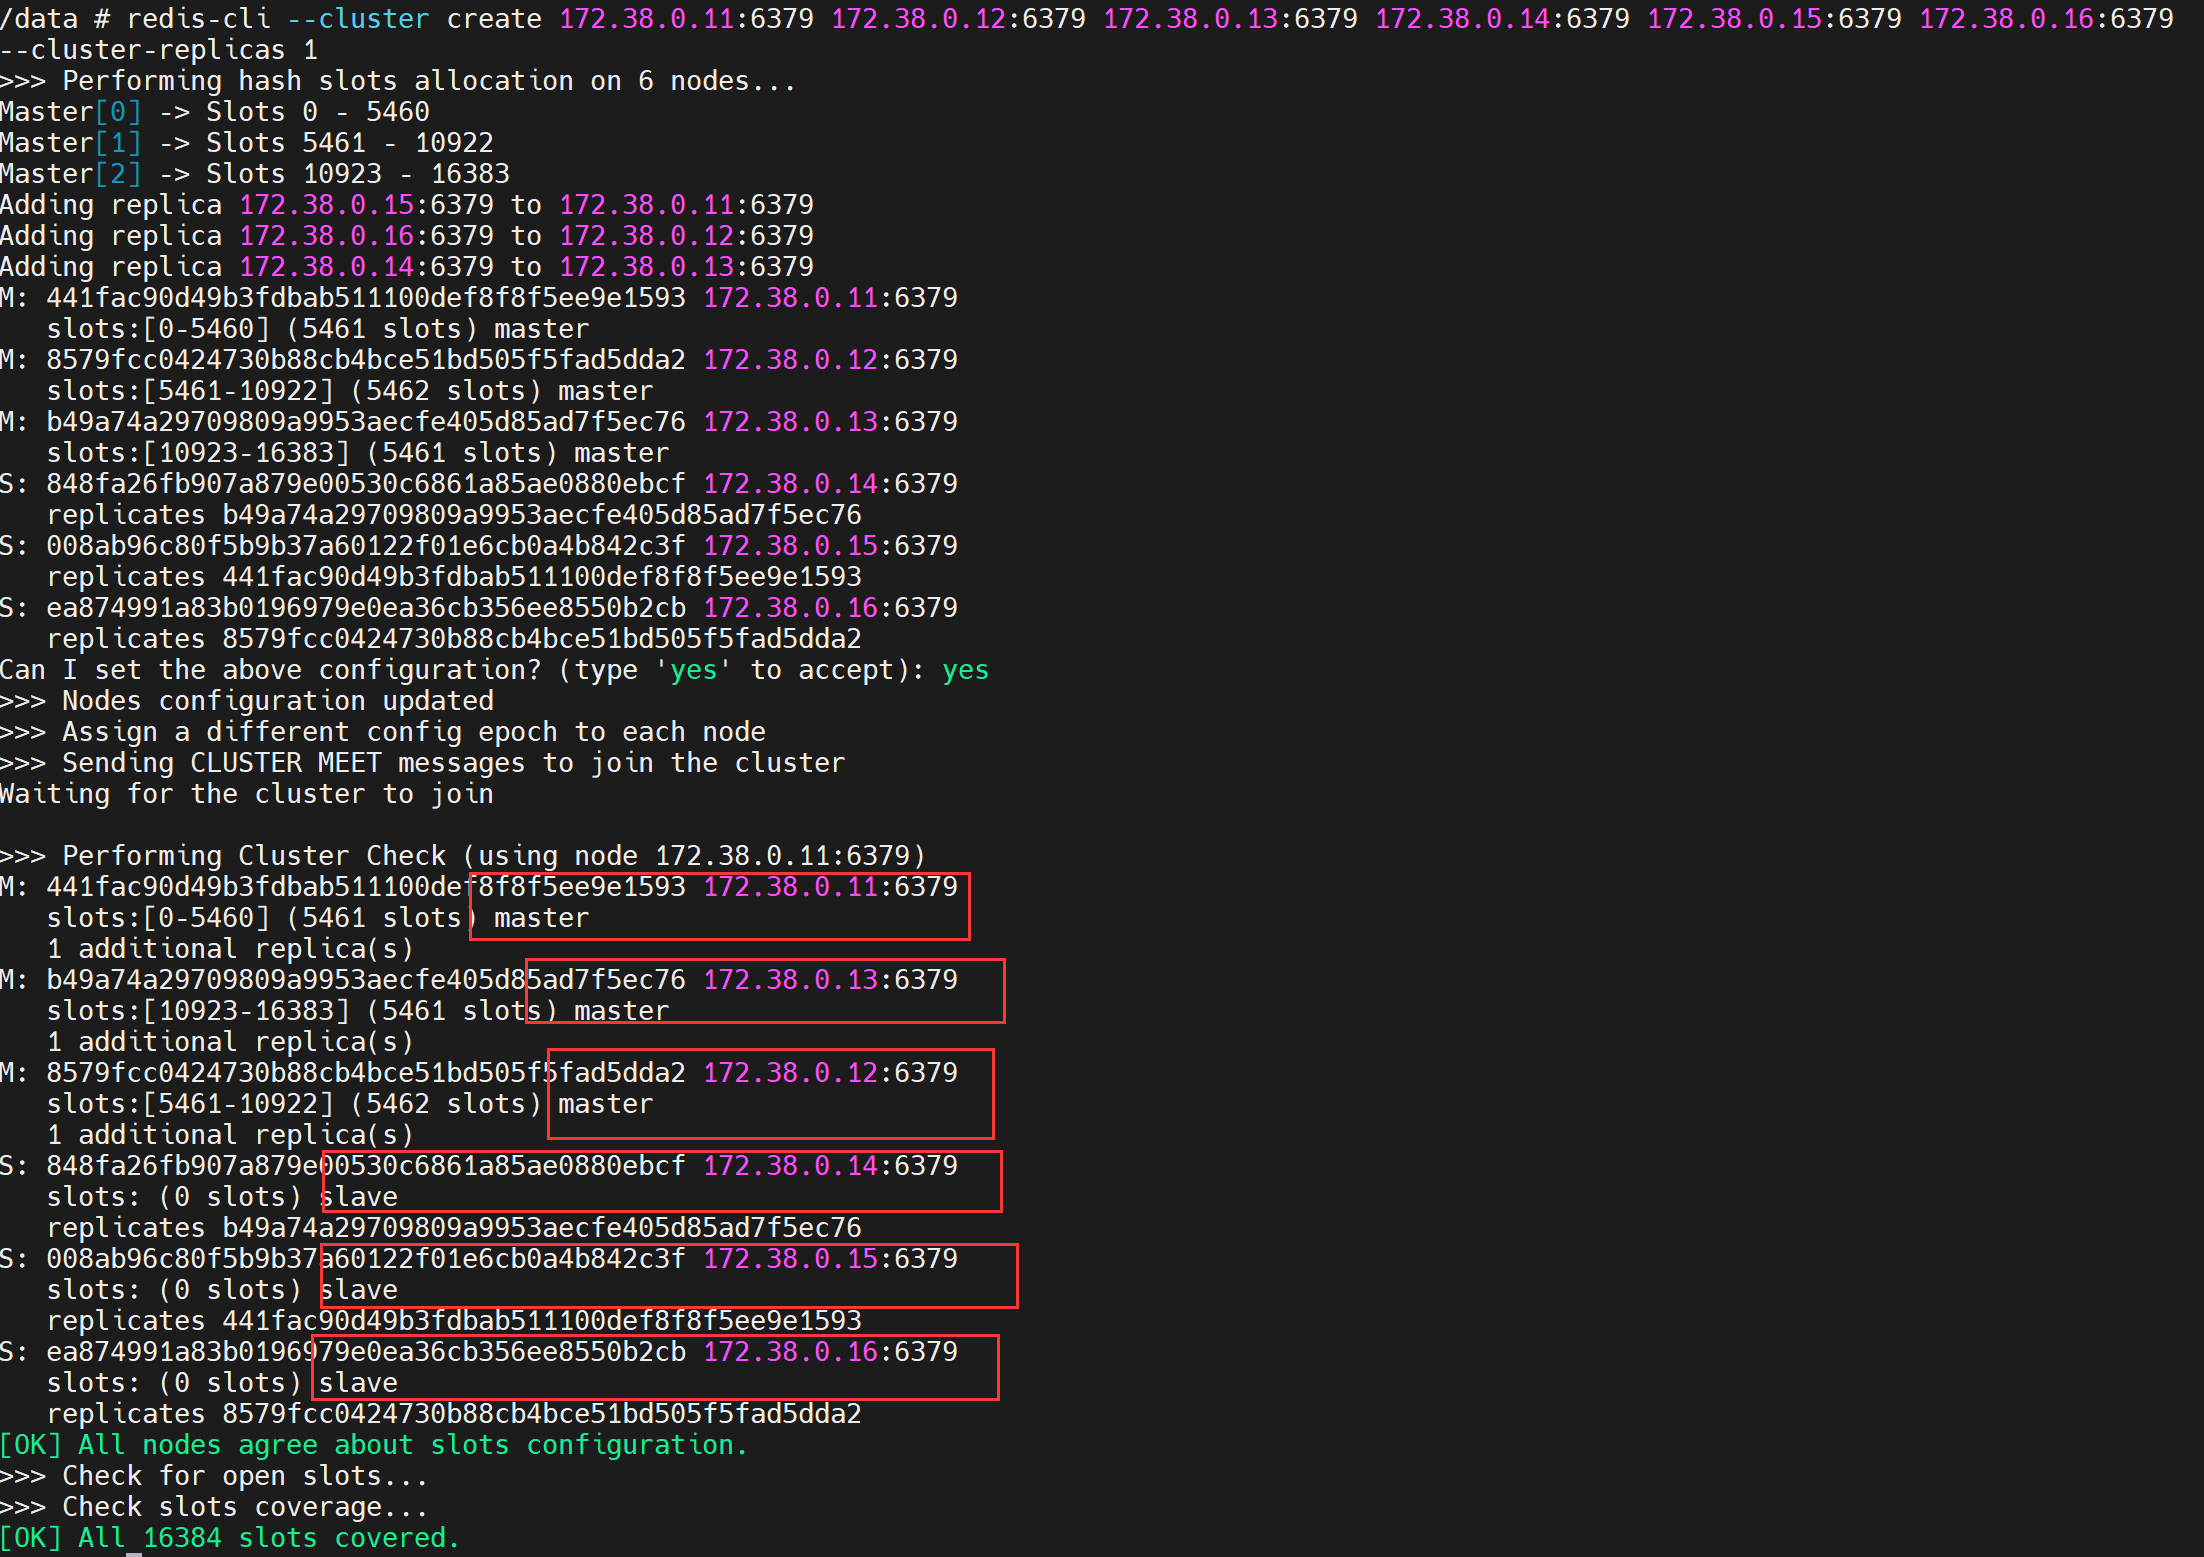 /data # redis-cli --cluster create 172.38.0.11:6379 172.38.0.12:6379 172.38.0.13:6379 172.38.0.14:6379 172.38.0.15:6379 172.38.0.16:6379
--cluster-replicas 1
>>> Performing hash slots allocation on 6 nodes...
Master[0] -> Slots 0 - 5460
Master[1] -> Slots 5461 - 10922
Master[2] -> Slots 10923 - 16383
Adding replica 172.38.0.15:6379 to 172.38.0.11:6379
Adding replica 172.38.0.16:6379 to 172.38.0.12:6379
Adding replica 172.38.0.14:6379 to 172.38.0.13:6379
M: 441fac90d49b3fdbab511100def8f8f5ee9e1593 172.38.0.11:6379
   slots:[0-5460] (5461 slots) master
M: 8579fcc0424730b88cb4bce51bd505f5fad5dda2 172.38.0.12:6379
   slots:[5461-10922] (5462 slots) master
M: b49a74a29709809a9953aecfe405d85ad7f5ec76 172.38.0.13:6379
   slots:[10923-16383] (5461 slots) master
S: 848fa26fb907a879e00530c6861a85ae0880ebcf 172.38.0.14:6379
   replicates b49a74a29709809a9953aecfe405d85ad7f5ec76
S: 008ab96c80f5b9b37a60122f01e6cb0a4b842c3f 172.38.0.15:6379
   replicates 441fac90d49b3fdbab511100def8f8f5ee9e1593
S: ea874991a83b0196979e0ea36cb356ee8550b2cb 172.38.0.16:6379
   replicates 8579fcc0424730b88cb4bce51bd505f5fad5dda2
Can I set the above configuration? (type 'yes' to accept): yes
>>> Nodes configuration updated
>>> Assign a different config epoch to each node
>>> Sending CLUSTER MEET messages to join the cluster
Waiting for the cluster to join
>>> Performing Cluster Check (using node 172.38.0.11:6379)
M: 441fac90d49b3fdbab511100def8f8f5ee9e1593 172.38.0.11:6379
   slots:[0-5460] (5461 slots) master
   1 additional replica(s)
M: b49a74a29709809a9953aecfe405d85ad7f5ec76 172.38.0.13:6379
   slots:[10923-16383] (5461 slots) master
   1 additional replica(s)
M: 8579fcc0424730b88cb4bce51bd505f5fad5dda2 172.38.0.12:6379
   slots:[5461-10922] (5462 slots) master
   1 additional replica(s)
S: 848fa26fb907a879e00530c6861a85ae0880ebcf 172.38.0.14:6379
   slots: (0 slots) slave
   replicates b49a74a29709809a9953aecfe405d85ad7f5ec76
S: 008ab96c80f5b9b37a60122f01e6cb0a4b842c3f 172.38.0.15:6379
   slots: (0 slots) slave
   replicates 441fac90d49b3fdbab511100def8f8f5ee9e1593
S: ea874991a83b0196979e0ea36cb356ee8550b2cb 172.38.0.16:6379
   slots: (0 slots) slave
   replicates 8579fcc0424730b88cb4bce51bd505f5fad5dda2
[OK] All nodes agree about slots configuration.
>>> Check for open slots...
>>> Check slots coverage...
[OK] All 16384 slots covered.